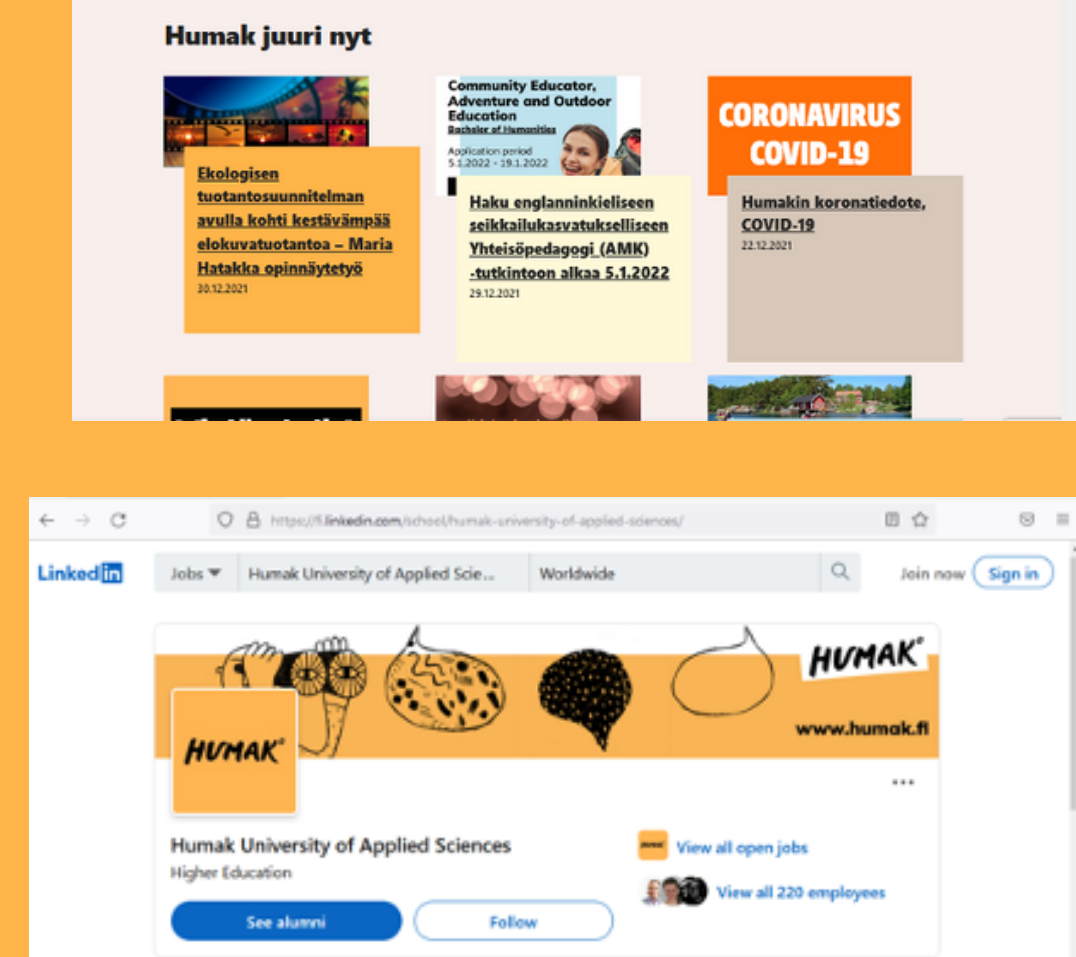 Humak juuri nyt
Community Educator,
Adventure and Outdoor
Education
Bachelor of Humanities
Application period
5.1.2022 - 19.1.2022
CORONAVIRUS
COVID-19
Ekologisen
tuotantosuunnitelman
avulla kohti kestävämpää
elokuvatuotantoa – Maria
Hatakka opinnäytetyö
30.12.2021
Haku englanninkieliseen
seikkailukasvatukselliseen
Yhteisöpedagogi (AMK)
-tutkintoon alkaa 5.1.2022
29.12.2021
Humakin koronatiedote,
COVID-19
22.12.2021
https://fi.linkedin.com/school/humak-university-of-applied-sciences/
Linkedin
Jobs
Humak University of Applied Scie...
Worldwide
Join now
Sign in
HUMAK
www.humak.fi
HUMAK
Humak University of Applied Sciences
Higher Education
View all open jobs
View all 220 employees
See alumni
Follow